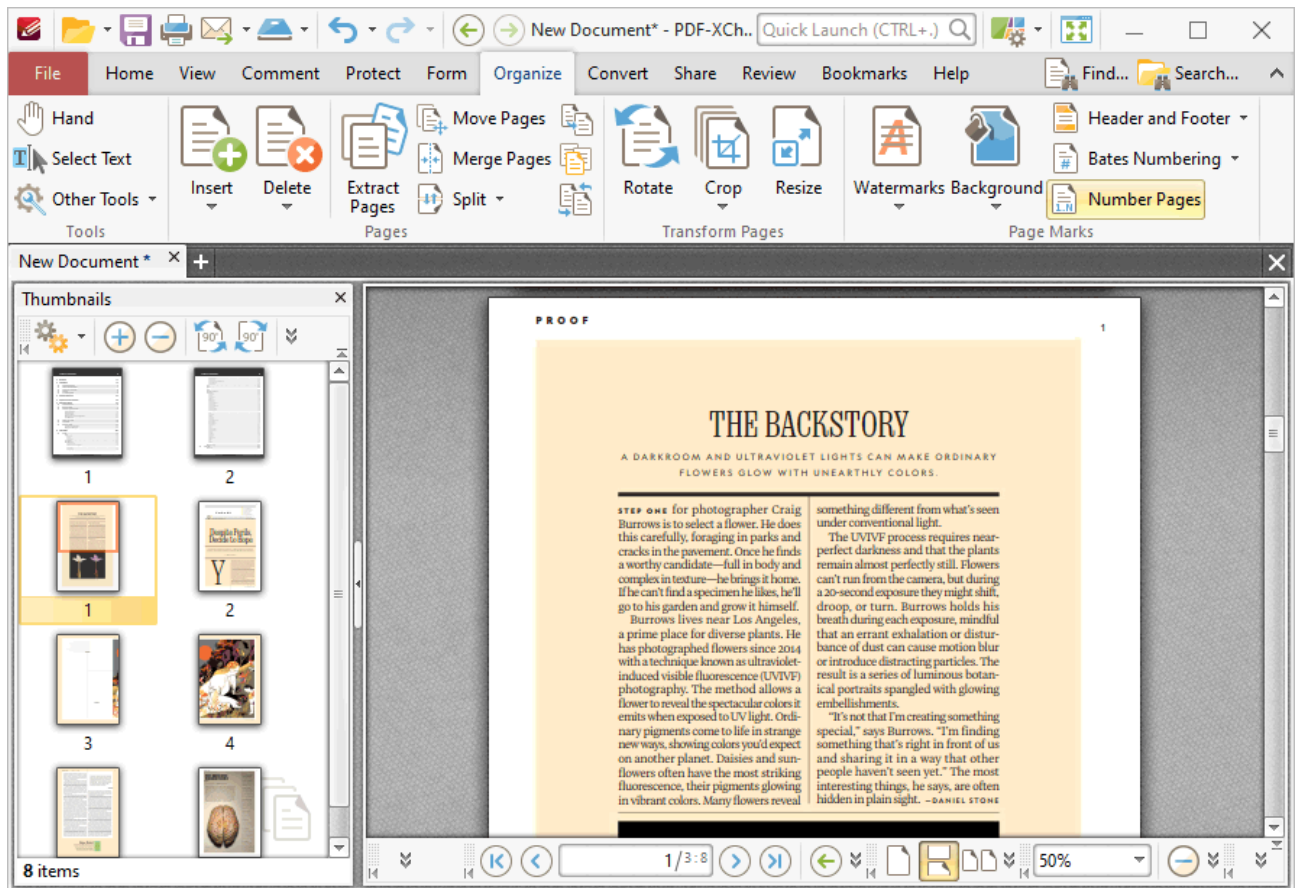 New Document* - PDF-XCh..
Quick Launch (CTRL+.)
File Home View Comment Protect Form Organize Convert Share Review Bookmarks Help Find... Search...
Hand
Select Text
Other Tools
Tools
Insert
Delete
Extract
Pages
Move Pages
Merge Pages
Split
Pages
Rotate
Crop
Resize
Transform Pages
Watermarks
Background
Header and Footer
# Bates Numbering
1.N Number Pages
Page Marks
New Document *
Thumbnails
90° 90°
1 2
Despite Perils,
Decide to Hope
Y
1 2
3 4
8 items
PROOF
1
THE BACKSTORY
A DARKROOM AND ULTRAVIOLET LIGHTS CAN MAKE ORDINARY
FLOWERS GLOW WITH UNEARTHLY COLORS.
STEP ONE for photographer Craig
Burrows is to select a flower. He does
this carefully, foraging in parks and
cracks in the pavement. Once he finds
a worthy candidate—full in body and
complex in texture—he brings it home.
If he can't find a specimen he likes, he'll
go to his garden and grow it himself.
Burrows lives near Los Angeles,
a prime place for diverse plants. He
has photographed flowers since 2014
with a technique known as ultraviolet-
induced visible fluorescence (UVIVF)
photography. The method allows a
flower to reveal the spectacular colors it
emits when exposed to UV light. Ordi-
nary pigments come to life in strange
new ways, showing colors you'd expect
on another planet. Daisies and sun-
flowers often have the most striking
fluorescence, their pigments glowing
in vibrant colors. Many flowers reveal
something different from what's seen
under conventional light.
The UVIVF process requires near-
perfect darkness and that the plants
remain almost perfectly still. Flowers
can't run from the camera, but during
a 20-second exposure they might shift,
droop, or turn. Burrows holds his
breath during each exposure, mindful
that an errant exhalation or distur-
bance of dust can cause motion blur
or introduce distracting particles. The
result is a series of luminous botan-
ical portraits spangled with glowing
embellishments.
"It's not that I'm creating something
special," says Burrows. "I'm finding
something that's right in front of us
and sharing it in a way that other
people haven't seen yet." The most
interesting things, he says, are often
hidden in plain sight. —DANIEL STONE
1/3:8
50%